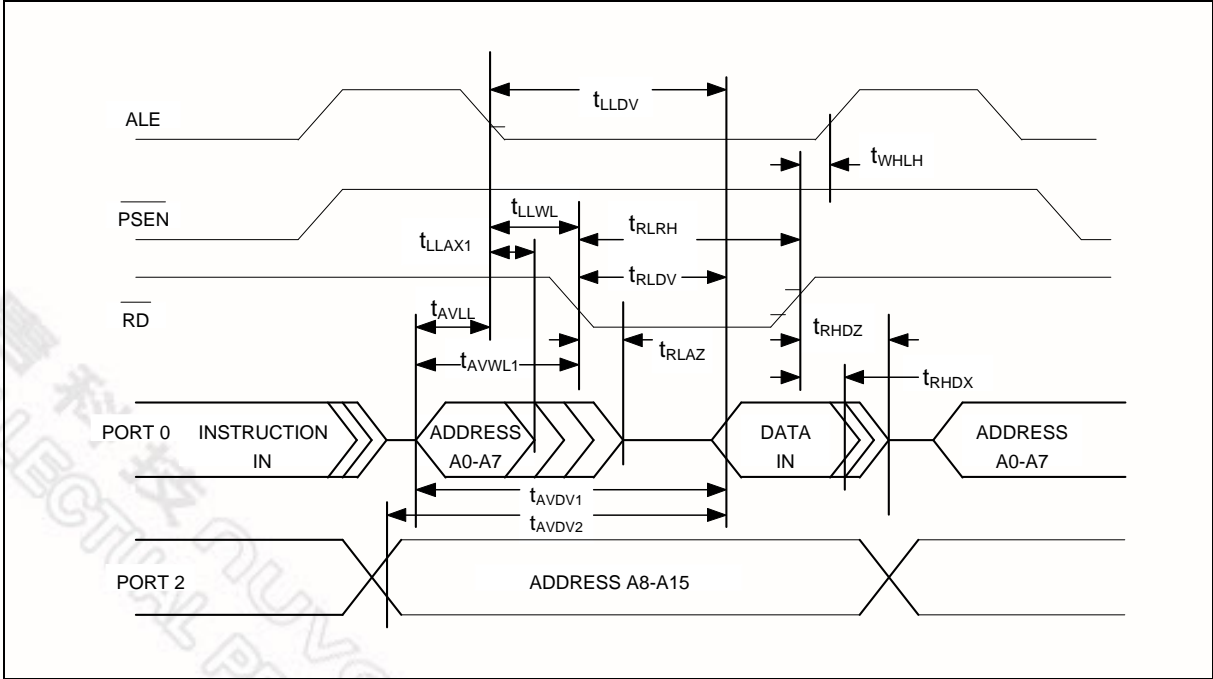 tLLDV
ALE
tWHLH
PSEN
tLLWL
tRLRH
tLLAX1
tRLDV
RD
tAVLL
tRHDZ
tRLAZ
tAVWL1
tRHDX
PORT 0
INSTRUCTION
IN
ADDRESS
A0-A7
DATA
IN
ADDRESS
A0-A7
tAVDV1
tAVDV2
PORT 2
ADDRESS A8-A15